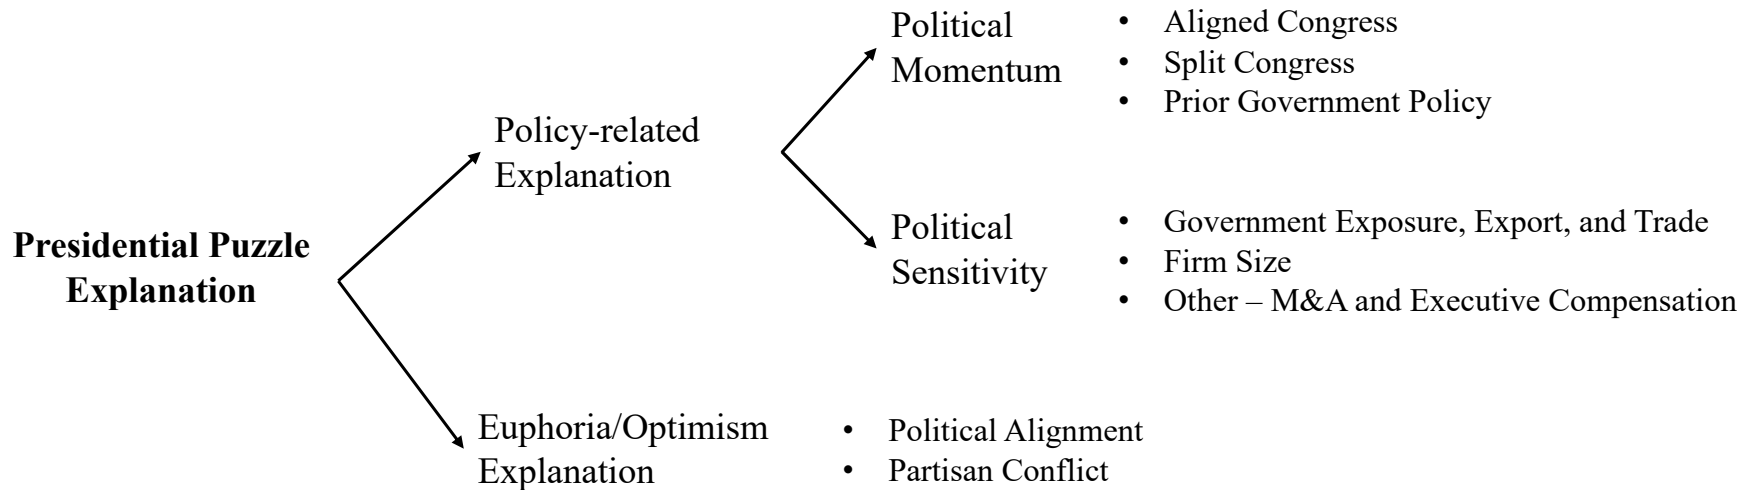 Political
Momentum
• Aligned Congress
• Split Congress
• Prior Government Policy
Policy-related
Explanation
Political
Sensitivity
• Government Exposure, Export, and Trade
• Firm Size
• Other – M&A and Executive Compensation
Presidential Puzzle
Explanation
Euphoria/Optimism
Explanation
• Political Alignment
• Partisan Conflict